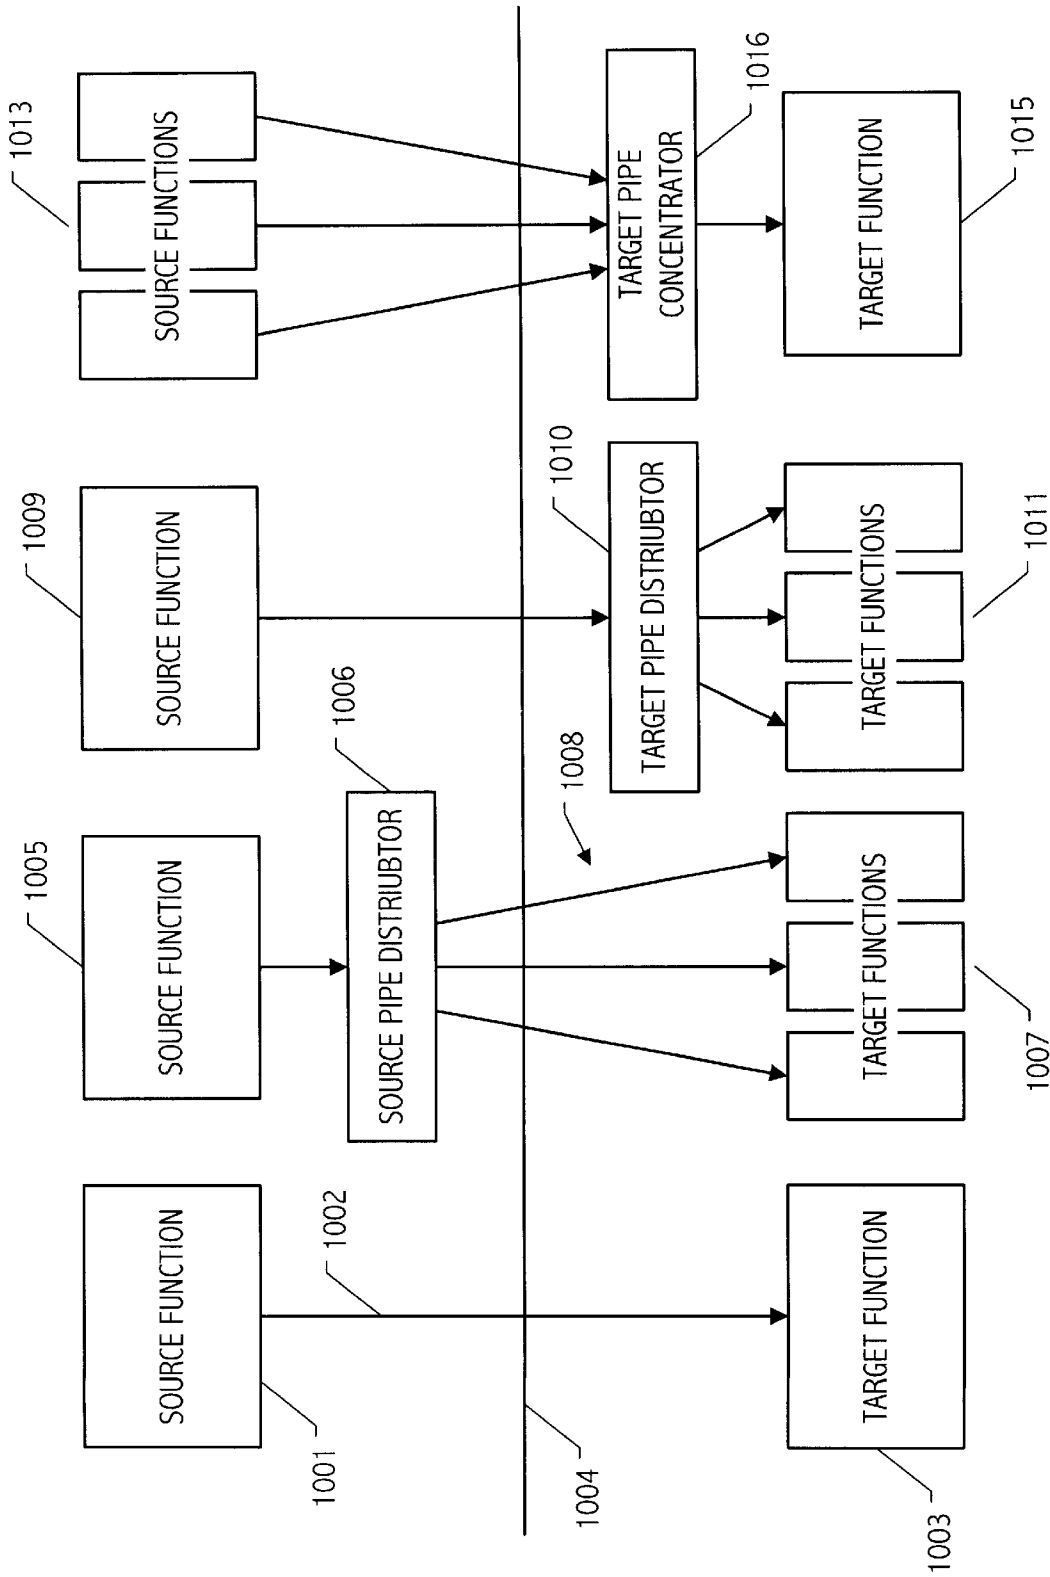 1005
1009
1013
SOURCE FUNCTION
SOURCE FUNCTION
SOURCE FUNCTION
SOURCE FUNCTIONS
1001
1002
1006
SOURCE PIPE DISTRIUBTOR
1004
1008
1010
TARGET PIPE DISTRIUBTOR
TARGET PIPE
CONCENTRATOR
1016
TARGET FUNCTION
TARGET FUNCTIONS
TARGET FUNCTIONS
TARGET FUNCTION
1003
1007
1011
1015